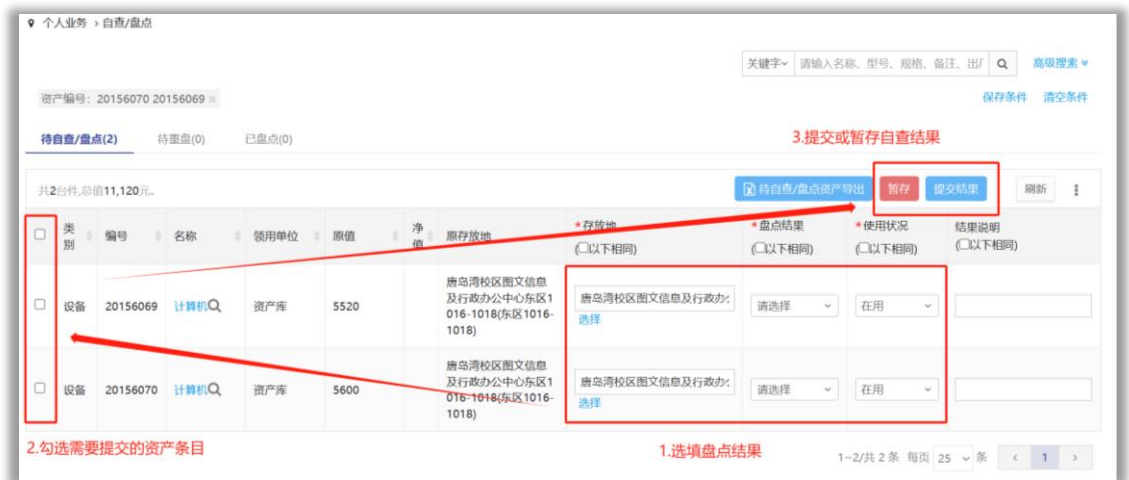 个人业务 > 自查/盘点
关键字 请输入名称、型号、规格、备注、出厂 高级搜索
资产编号：20156070 20156069 × 保存条件 清空条件
待自查/盘点(2) 待重盘(0) 已盘点(0)
3.提交或暂存自查结果
共2台件,总值11,120元。 待自查/盘点资产导出 暂存 提交结果 刷新
类别 编号 名称 领用单位 原值 净值 原存放地 *存放地 (□以下相同) *盘点结果 (□以下相同) *使用状况 (□以下相同) 结果说明 (□以下相同)
设备 20156069 计算机 资产库 5520
唐岛湾校区图文信息
及行政办公中心东区1
016-1018(东区1016-
1018)
唐岛湾校区图文信息及行政办
选择
请选择 在用
设备 20156070 计算机 资产库 5600
唐岛湾校区图文信息
及行政办公中心东区1
016-1018(东区1016-
1018)
唐岛湾校区图文信息及行政办
选择
请选择 在用
2.勾选需要提交的资产条目
1.选填盘点结果
1~2/共 2 条 每页 25 条 < 1 >